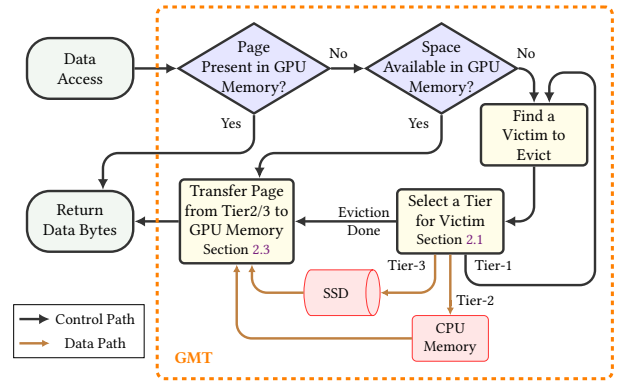 Data
Access
Page
Present in GPU
Memory?
No
Space
Available in GPU
Memory?
No
Yes
Yes
Find a
Victim to
Evict
Return
Data Bytes
Transfer Page
from Tier2/3 to
GPU Memory
Section 2.3
Eviction
Done
Select a Tier
for Victim
Section 2.1
Tier-3
Tier-1
Tier-2
SSD
CPU
Memory
Control Path
Data Path
GMT